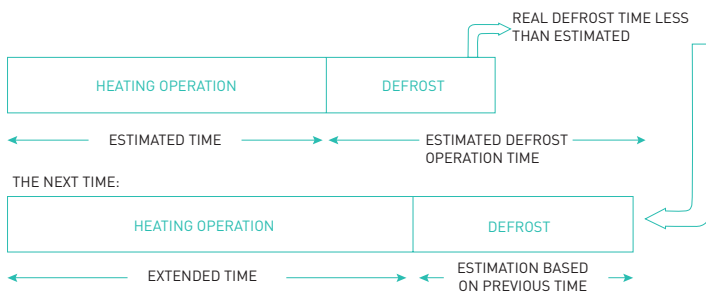 REAL DEFROST TIME LESS
THAN ESTIMATED
HEATING OPERATION
DEFROST
ESTIMATED TIME
ESTIMATED DEFROST
OPERATION TIME
THE NEXT TIME:
HEATING OPERATION
DEFROST
EXTENDED TIME
ESTIMATION BASED
ON PREVIOUS TIME